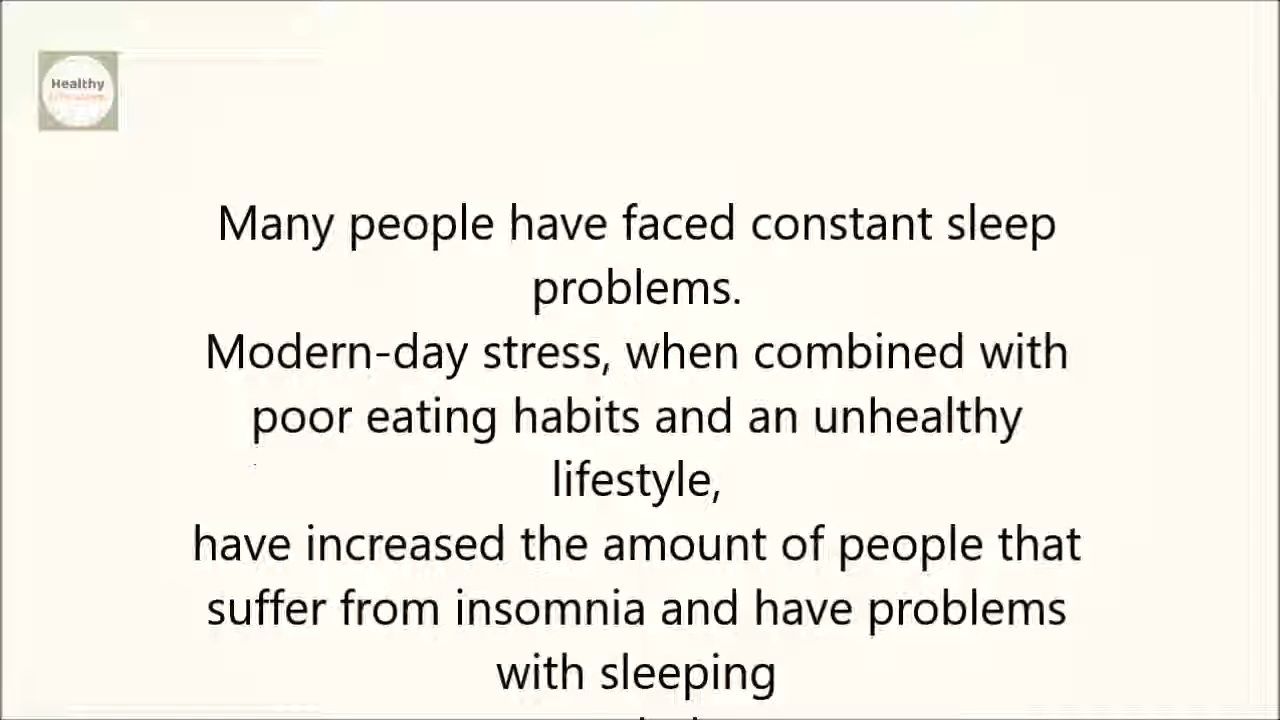 Healthy
Many people have faced constant sleep
problems.
Modern-day stress, when combined with
poor eating habits and an unhealthy
lifestyle,
have increased the amount of people that
suffer from insomnia and have problems
with sleeping